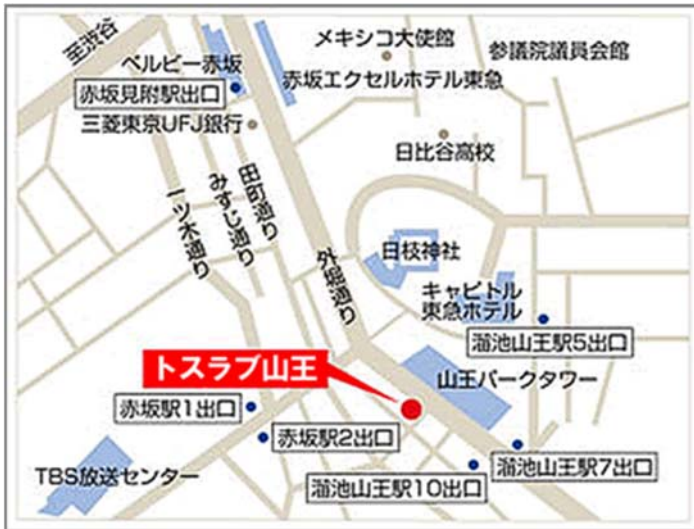 至渋谷
ベルビー赤坂
赤坂見附駅出口
三菱東京UFJ銀行
メキシコ大使館
赤坂エクセルホテル東急
参議院議員会館
日比谷高校
一ツ木通り
みすじ通り
田町通り
外堀通り
日枝神社
キャピトル
東急ホテル
溜池山王駅5出口
トスラブ山王
山王パークタワー
赤坂駅1出口
赤坂駅2出口
TBS放送センター
溜池山王駅10出口
溜池山王駅7出口